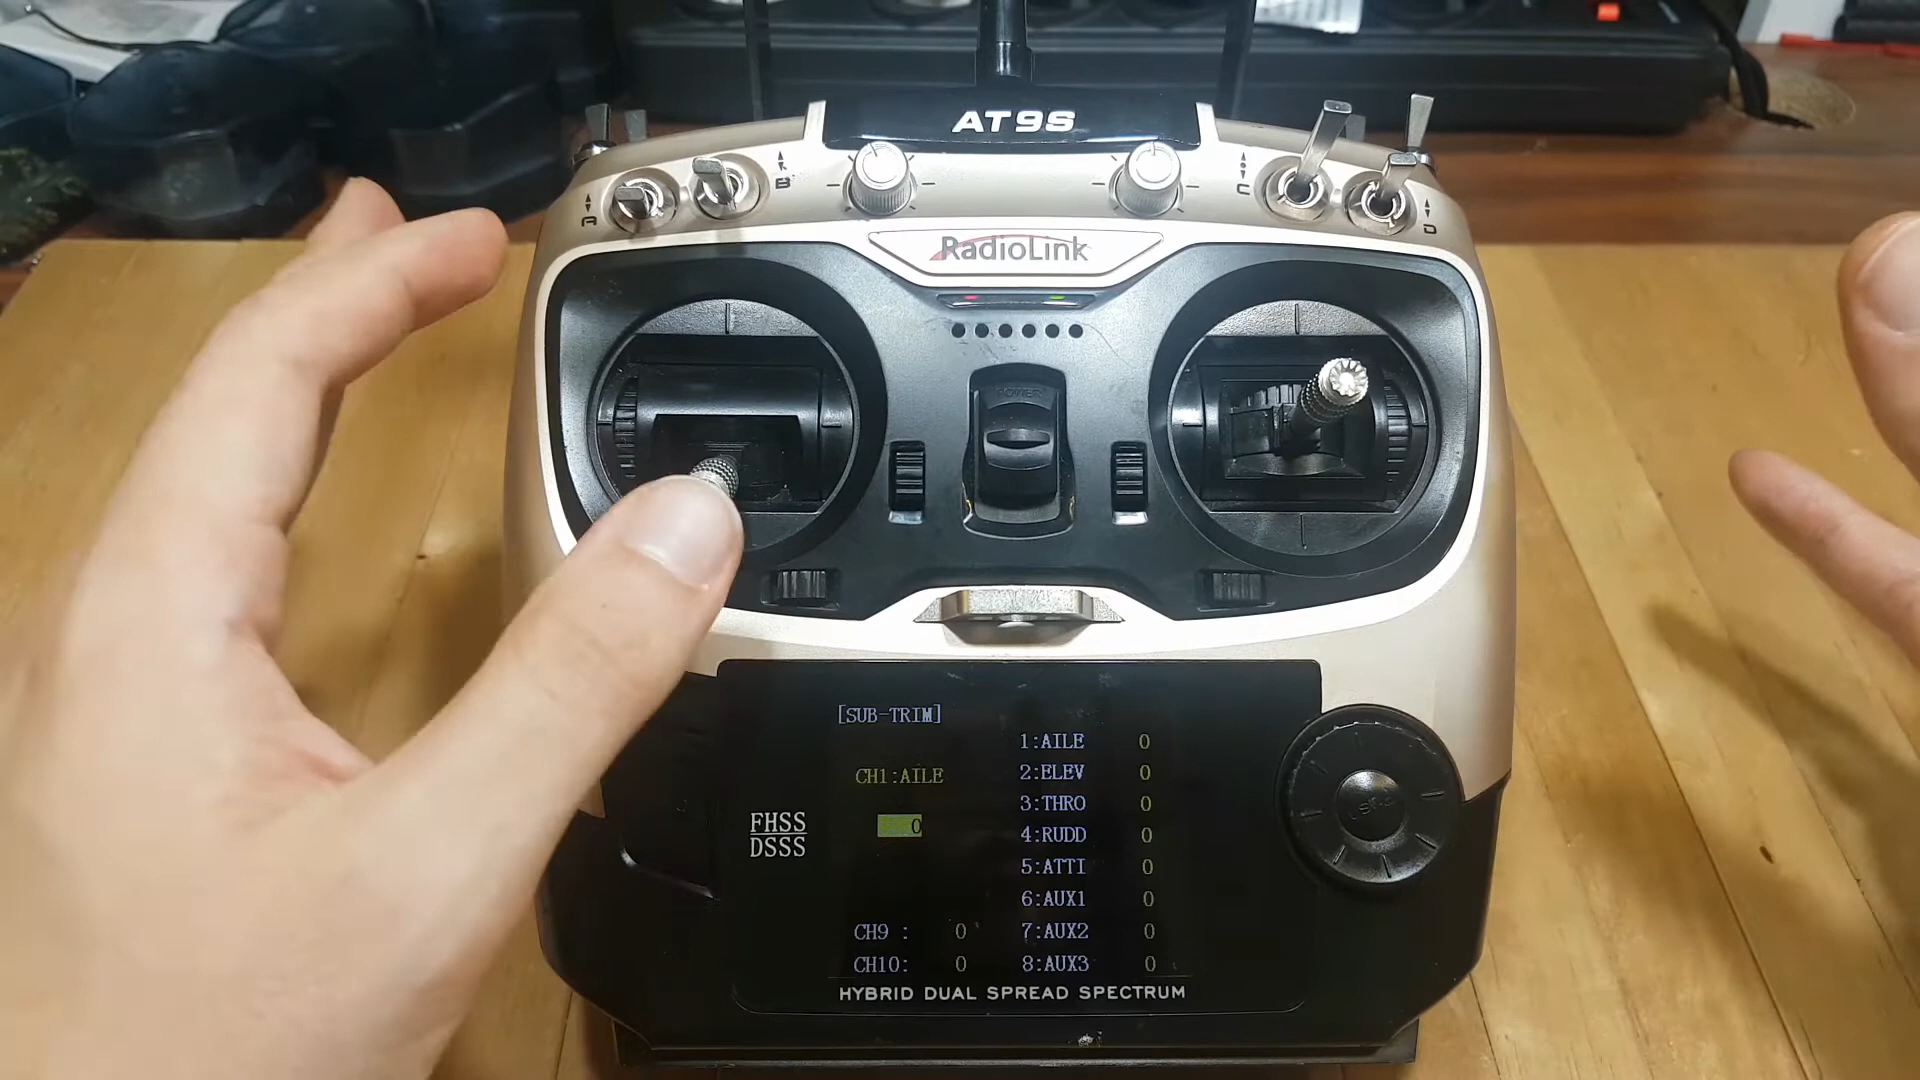 AT9S
A
B
C
D
RadioLink
POWER
[SUB-TRIM]
CH1:AILE
0
FHSS
DSSS
1:AILE 0
2:ELEV 0
3:THRO 0
4:RUDD 0
5:ATTI 0
6:AUX1 0
CH9 : 0 7:AUX2 0
CH10: 0 8:AUX3 0
HYBRID DUAL SPREAD SPECTRUM